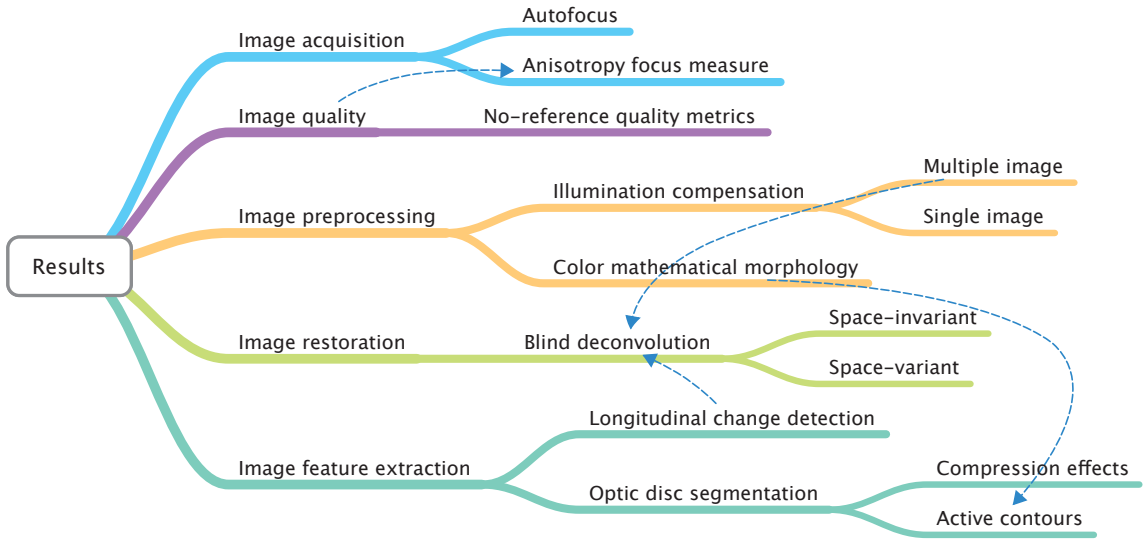 Results
Image acquisition
Autofocus
Anisotropy focus measure
Image quality
No-reference quality metrics
Image preprocessing
Illumination compensation
Multiple image
Single image
Color mathematical morphology
Image restoration
Blind deconvolution
Space-invariant
Space-variant
Image feature extraction
Longitudinal change detection
Optic disc segmentation
Compression effects
Active contours